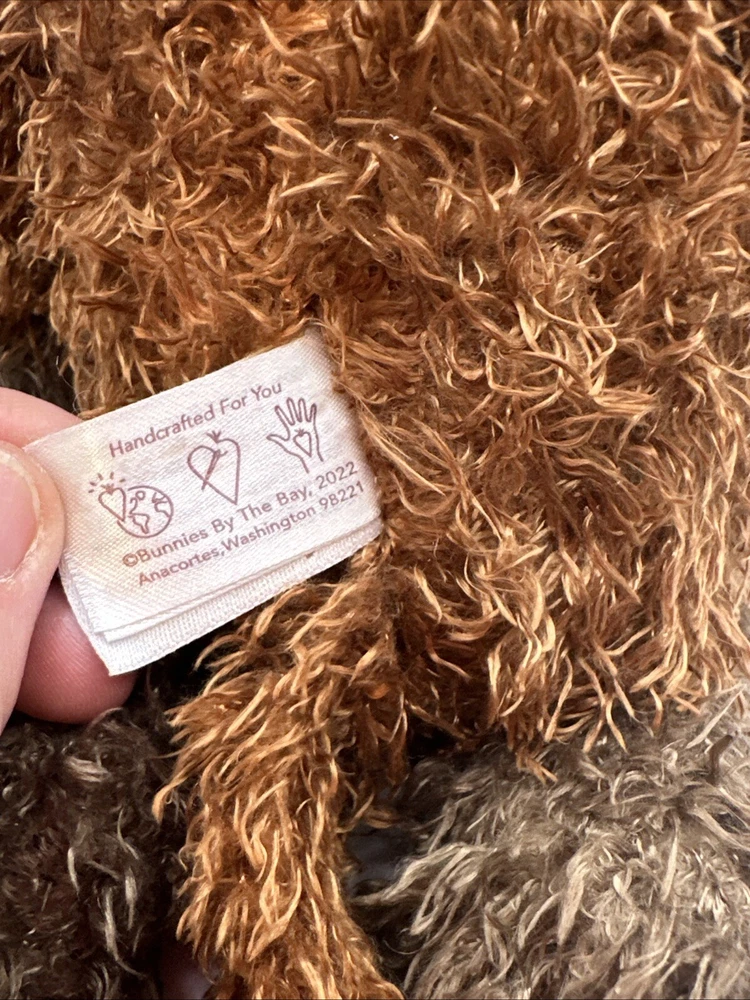 Handcrafted For You
©Bunnies By The Bay, 2022
Anacortes, Washington 98221